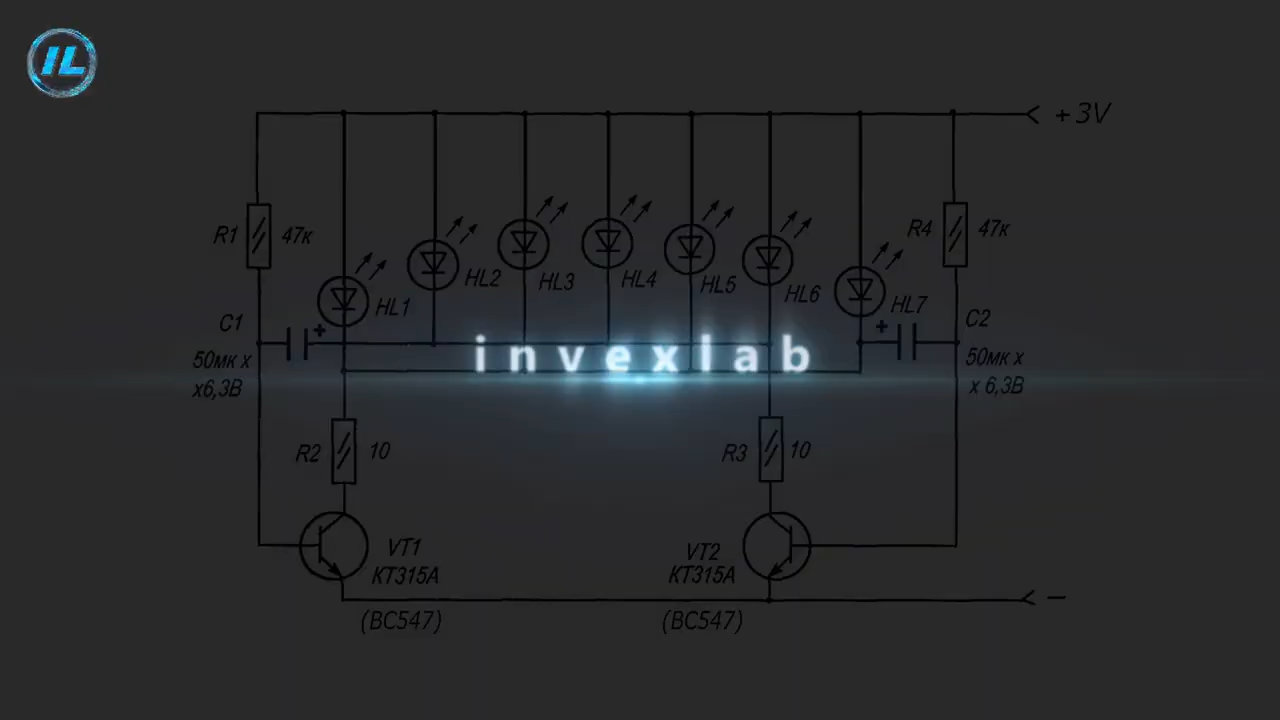 IL
+ 3V
R1 47к
R4 47к
HL1
HL2
HL3
HL4
HL5
HL6
HL7
C1
50мк х
х6,3В
+
+
C2
50мк х
х 6,3В
invexlab
R2 10
R3 10
VT1
КТ315А
(BC547)
VT2
КТ315А
(BC547)
−